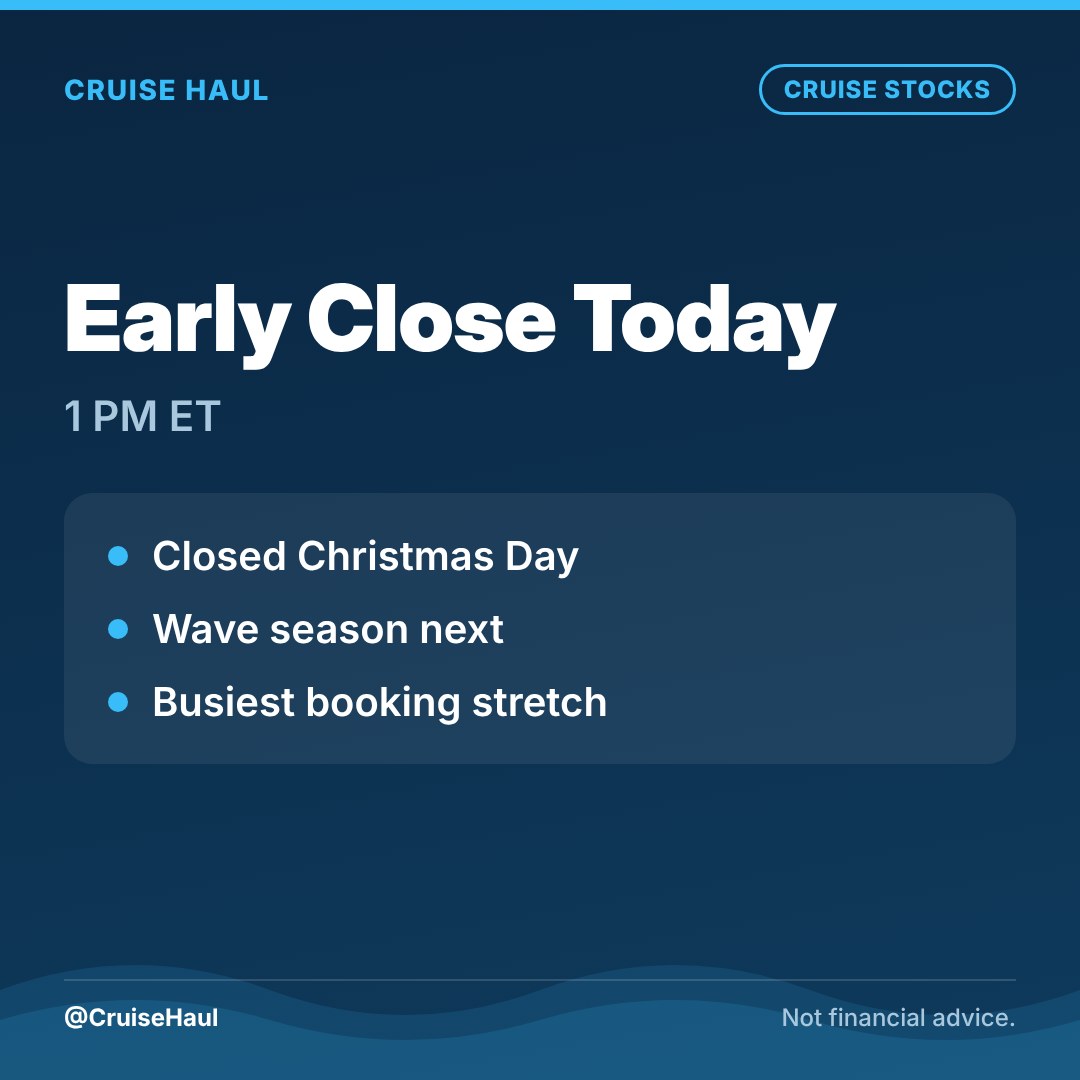 CRUISE HAUL
CRUISE STOCKS
Early Close Today
1 PM ET
Closed Christmas Day
Wave season next
Busiest booking stretch
@CruiseHaul
Not financial advice.